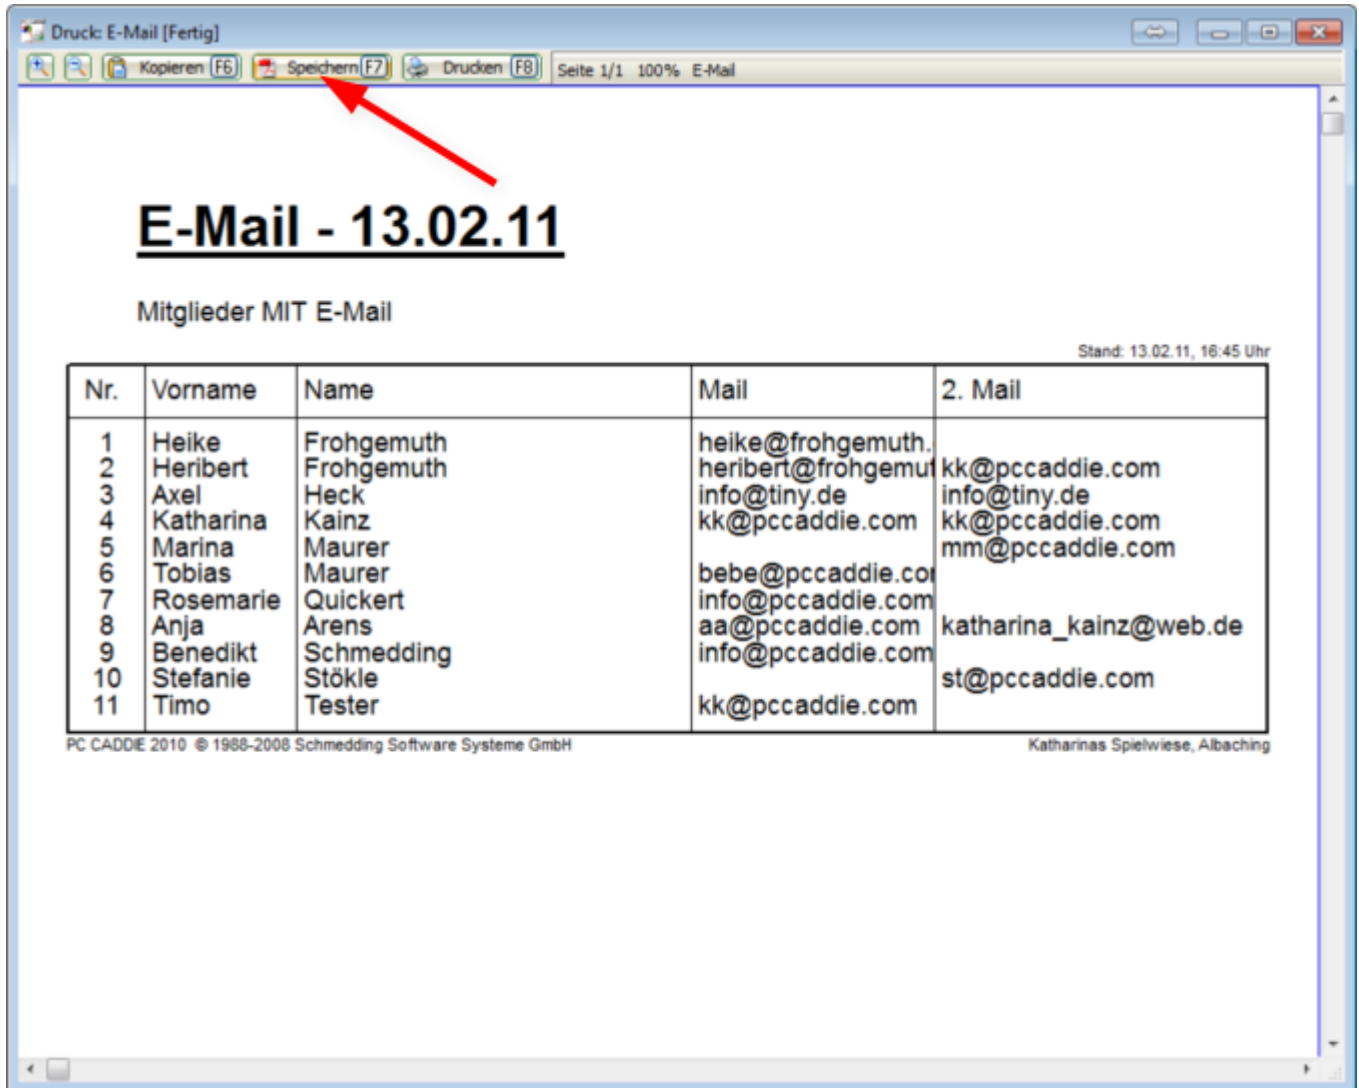 Druck: E-Mail [Fertig]
Kopieren F6 Speichern F7 Drucken F8 Seite 1/1 100% E-Mail
E-Mail - 13.02.11
Mitglieder MIT E-Mail
Stand: 13.02.11, 16:45 Uhr
Nr. Vorname Name Mail 2. Mail
1 Heike Frohgemuth heike@frohgemuth.
2 Heribert Frohgemuth heribert@frohgemut kk@pccaddie.com
3 Axel Heck info@tiny.de info@tiny.de
4 Katharina Kainz kk@pccaddie.com kk@pccaddie.com
5 Marina Maurer mm@pccaddie.com
6 Tobias Maurer bebe@pccaddie.com
7 Rosemarie Quickert info@pccaddie.com
8 Anja Arens aa@pccaddie.com katharina_kainz@web.de
9 Benedikt Schmedding info@pccaddie.com
10 Stefanie Stökle st@pccaddie.com
11 Timo Tester kk@pccaddie.com
PC CADDIE 2010 © 1988-2008 Schmedding Software Systeme GmbH Katharinas Spielwiese, Albaching